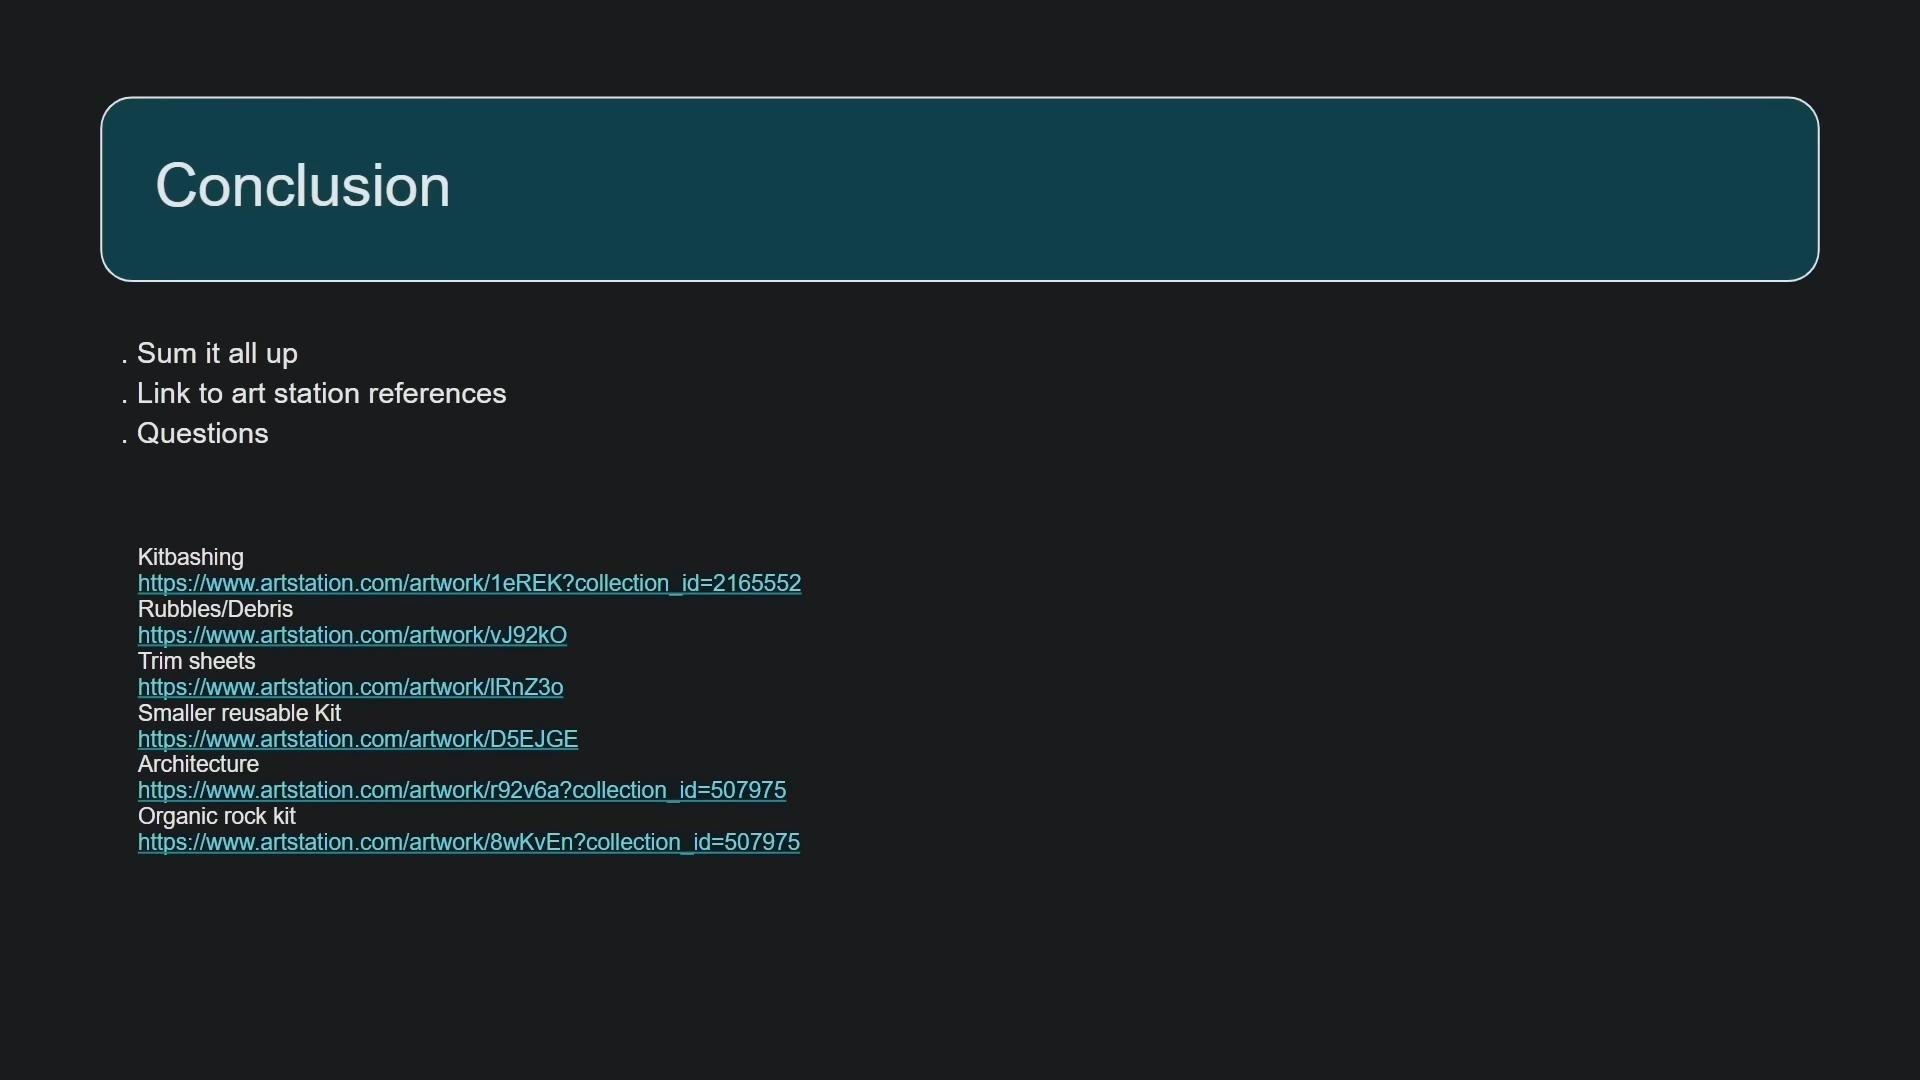 Conclusion
. Sum it all up
. Link to art station references
. Questions
Kitbashing
https://www.artstation.com/artwork/1eREK?collection_id=2165552
Rubbles/Debris
https://www.artstation.com/artwork/vJ92kO
Trim sheets
https://www.artstation.com/artwork/lRnZ3o
Smaller reusable Kit
https://www.artstation.com/artwork/D5EJGE
Architecture
https://www.artstation.com/artwork/r92v6a?collection_id=507975
Organic rock kit
https://www.artstation.com/artwork/8wKvEn?collection_id=507975